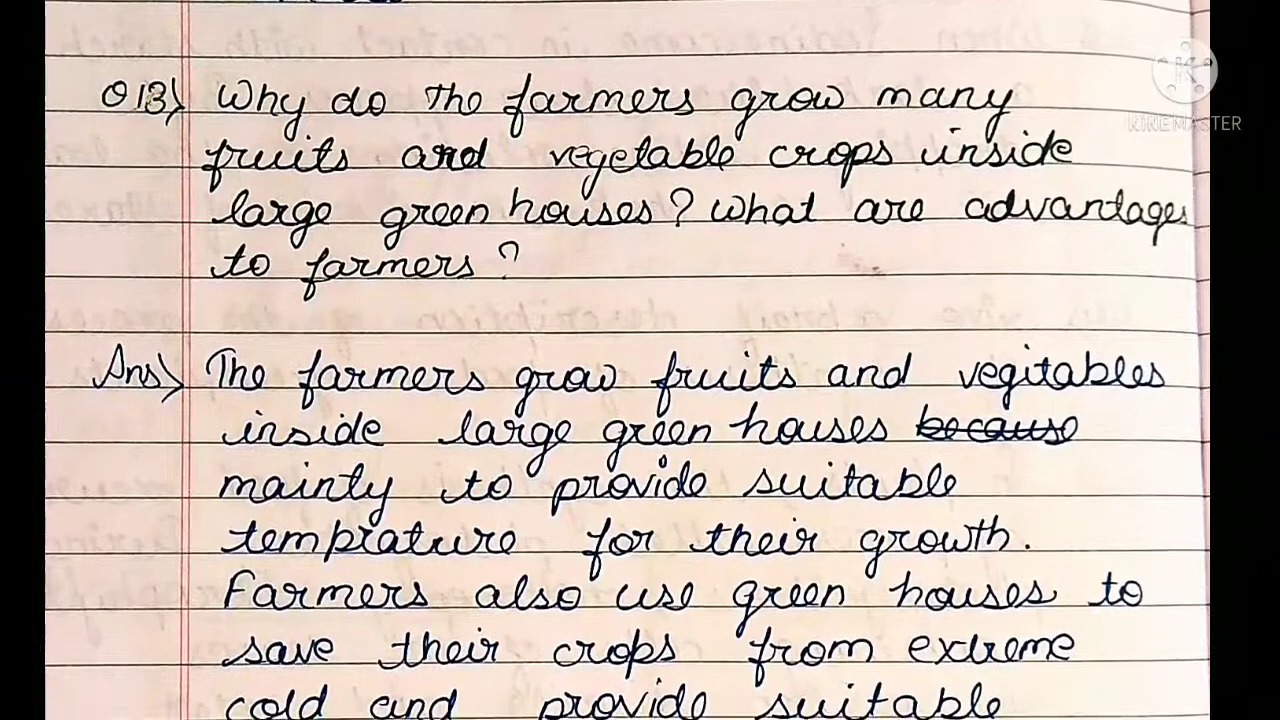 Q13) Why do the farmers grow many
fruits and vegetable crops inside
large green houses? What are advantages
to farmers?
Ans) The farmers grow fruits and vegitables
inside large green houses because
mainly to provide suitable
temprature for their growth.
Farmers also use green houses to
save their crops from extreme
cold and provide suitable
K
KINEMASTER